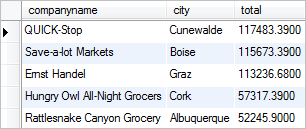 companyname city total
QUICK-Stop Cunewalde 117483.3900
Save-a-lot Markets Boise 115673.3900
Ernst Handel Graz 113236.6800
Hungry Owl All-Night Grocers Cork 57317.3900
Rattlesnake Canyon Grocery Albuquerque 52245.9000